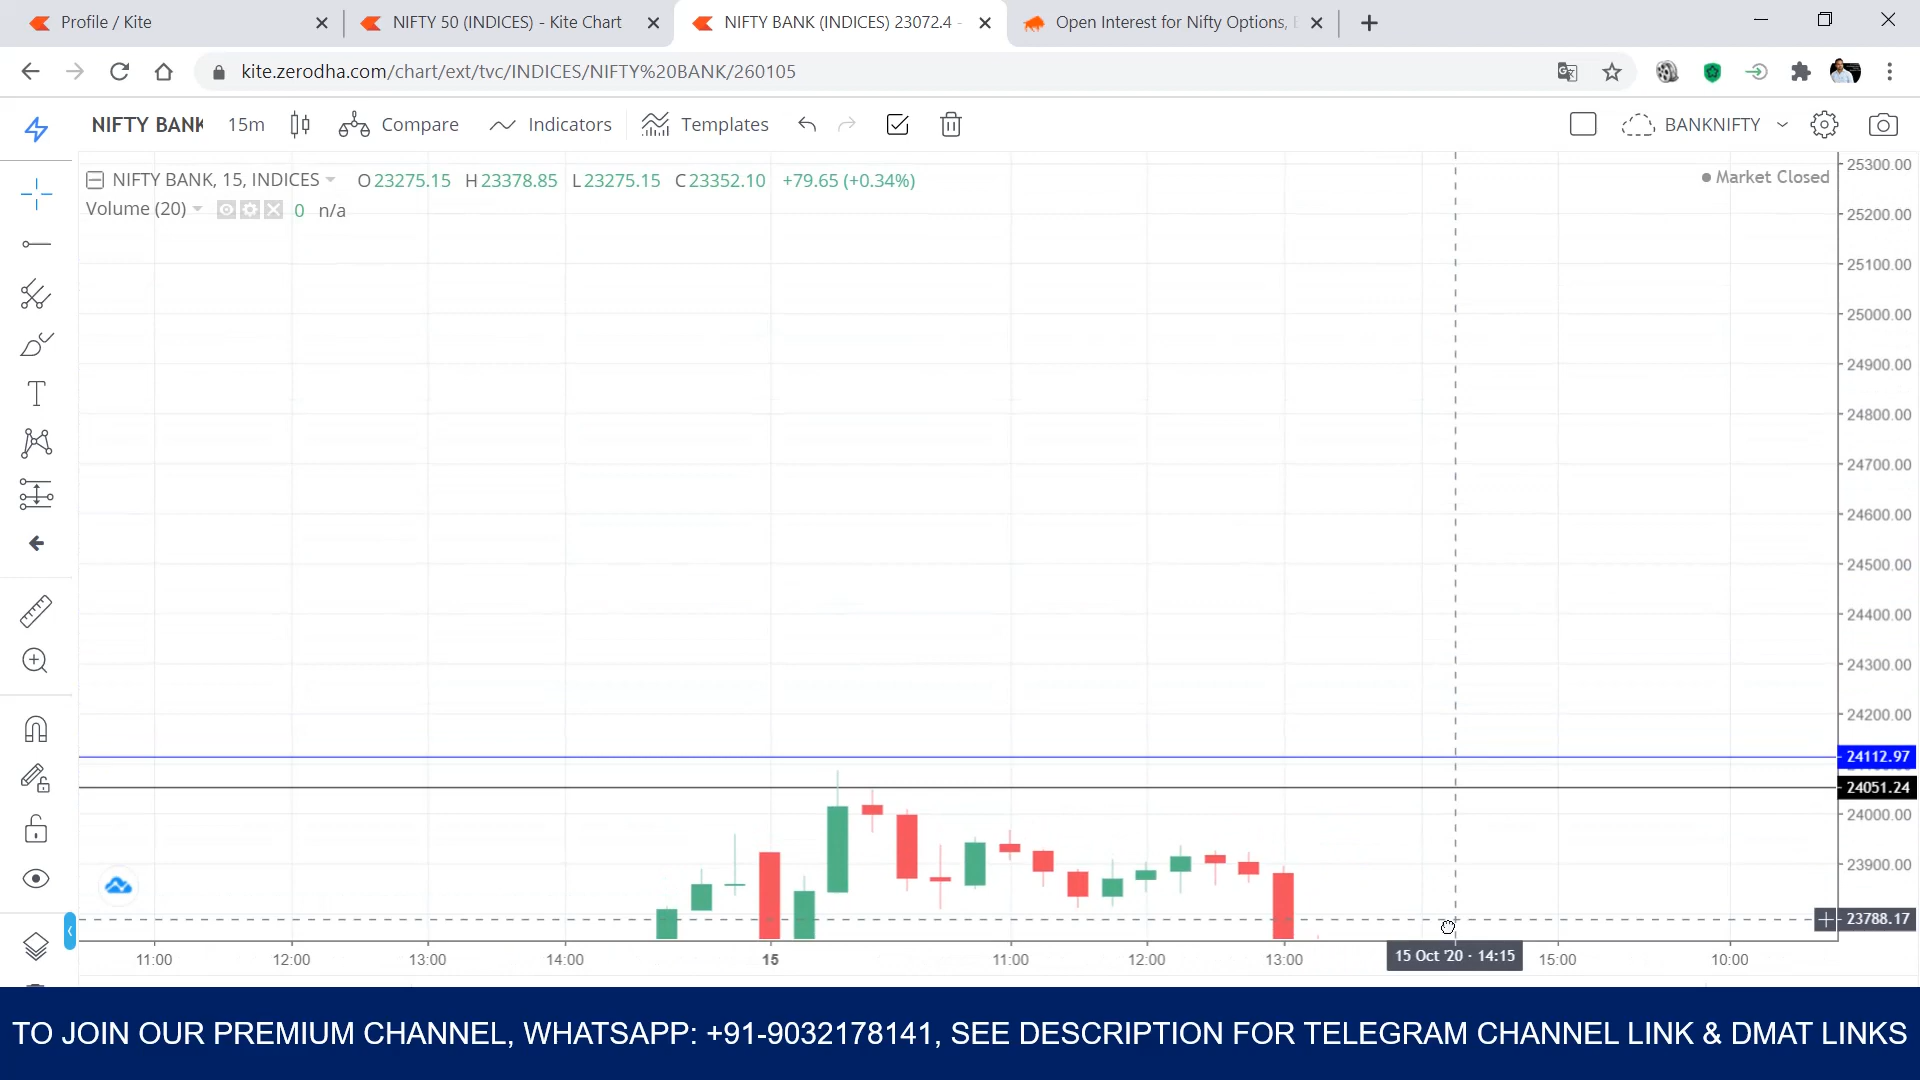 Profile / Kite
NIFTY 50 (INDICES) - Kite Chart
NIFTY BANK (INDICES) 23072.4 -
Open Interest for Nifty Options,
kite.zerodha.com/chart/ext/tvc/INDICES/NIFTY%20BANK/260105
NIFTY BANK
15m
Compare
Indicators
Templates
BANKNIFTY
NIFTY BANK, 15, INDICES
O 23275.15 H 23378.85 L 23275.15 C 23352.10 +79.65 (+0.34%)
Market Closed
Volume (20)
0 n/a
25300.00
25200.00
25100.00
25000.00
24900.00
24800.00
24700.00
24600.00
24500.00
24400.00
24300.00
24200.00
24112.97
24051.24
24000.00
23900.00
23788.17
11:00
12:00
13:00
14:00
15
11:00
12:00
13:00
15 Oct '20 · 14:15
15:00
10:00
TO JOIN OUR PREMIUM CHANNEL, WHATSAPP: +91-9032178141, SEE DESCRIPTION FOR TELEGRAM CHANNEL LINK & DMAT LINKS